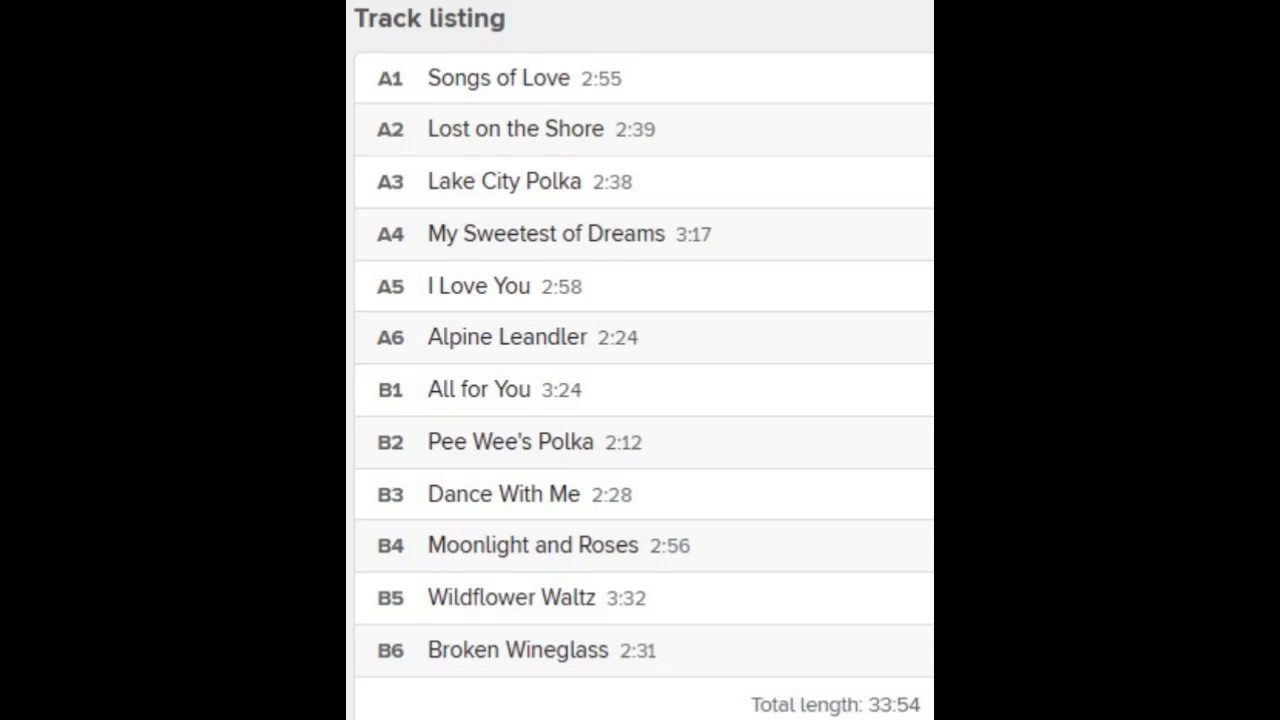 Track listing
A1 Songs of Love 2:55
A2 Lost on the Shore 2:39
A3 Lake City Polka 2:38
A4 My Sweetest of Dreams 3:17
A5 I Love You 2:58
A6 Alpine Leandler 2:24
B1 All for You 3:24
B2 Pee Wee's Polka 2:12
B3 Dance With Me 2:28
B4 Moonlight and Roses 2:56
B5 Wildflower Waltz 3:32
B6 Broken Wineglass 2:31
Total length: 33:54